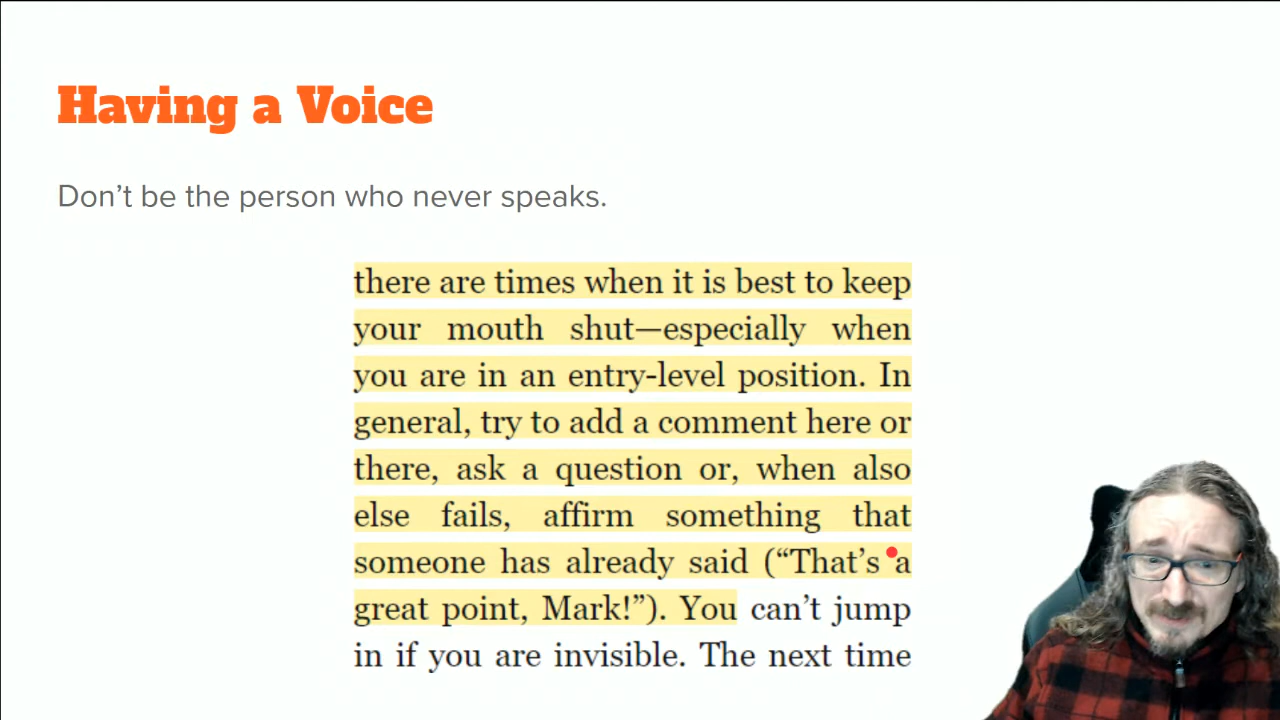 Having a Voice
Don’t be the person who never speaks.
there are times when it is best to keep
your mouth shut—especially when
you are in an entry-level position. In
general, try to add a comment here or
there, ask a question or, when also
else fails, affirm something that
someone has already said (“That’s a
great point, Mark!”). You can’t jump
in if you are invisible. The next time